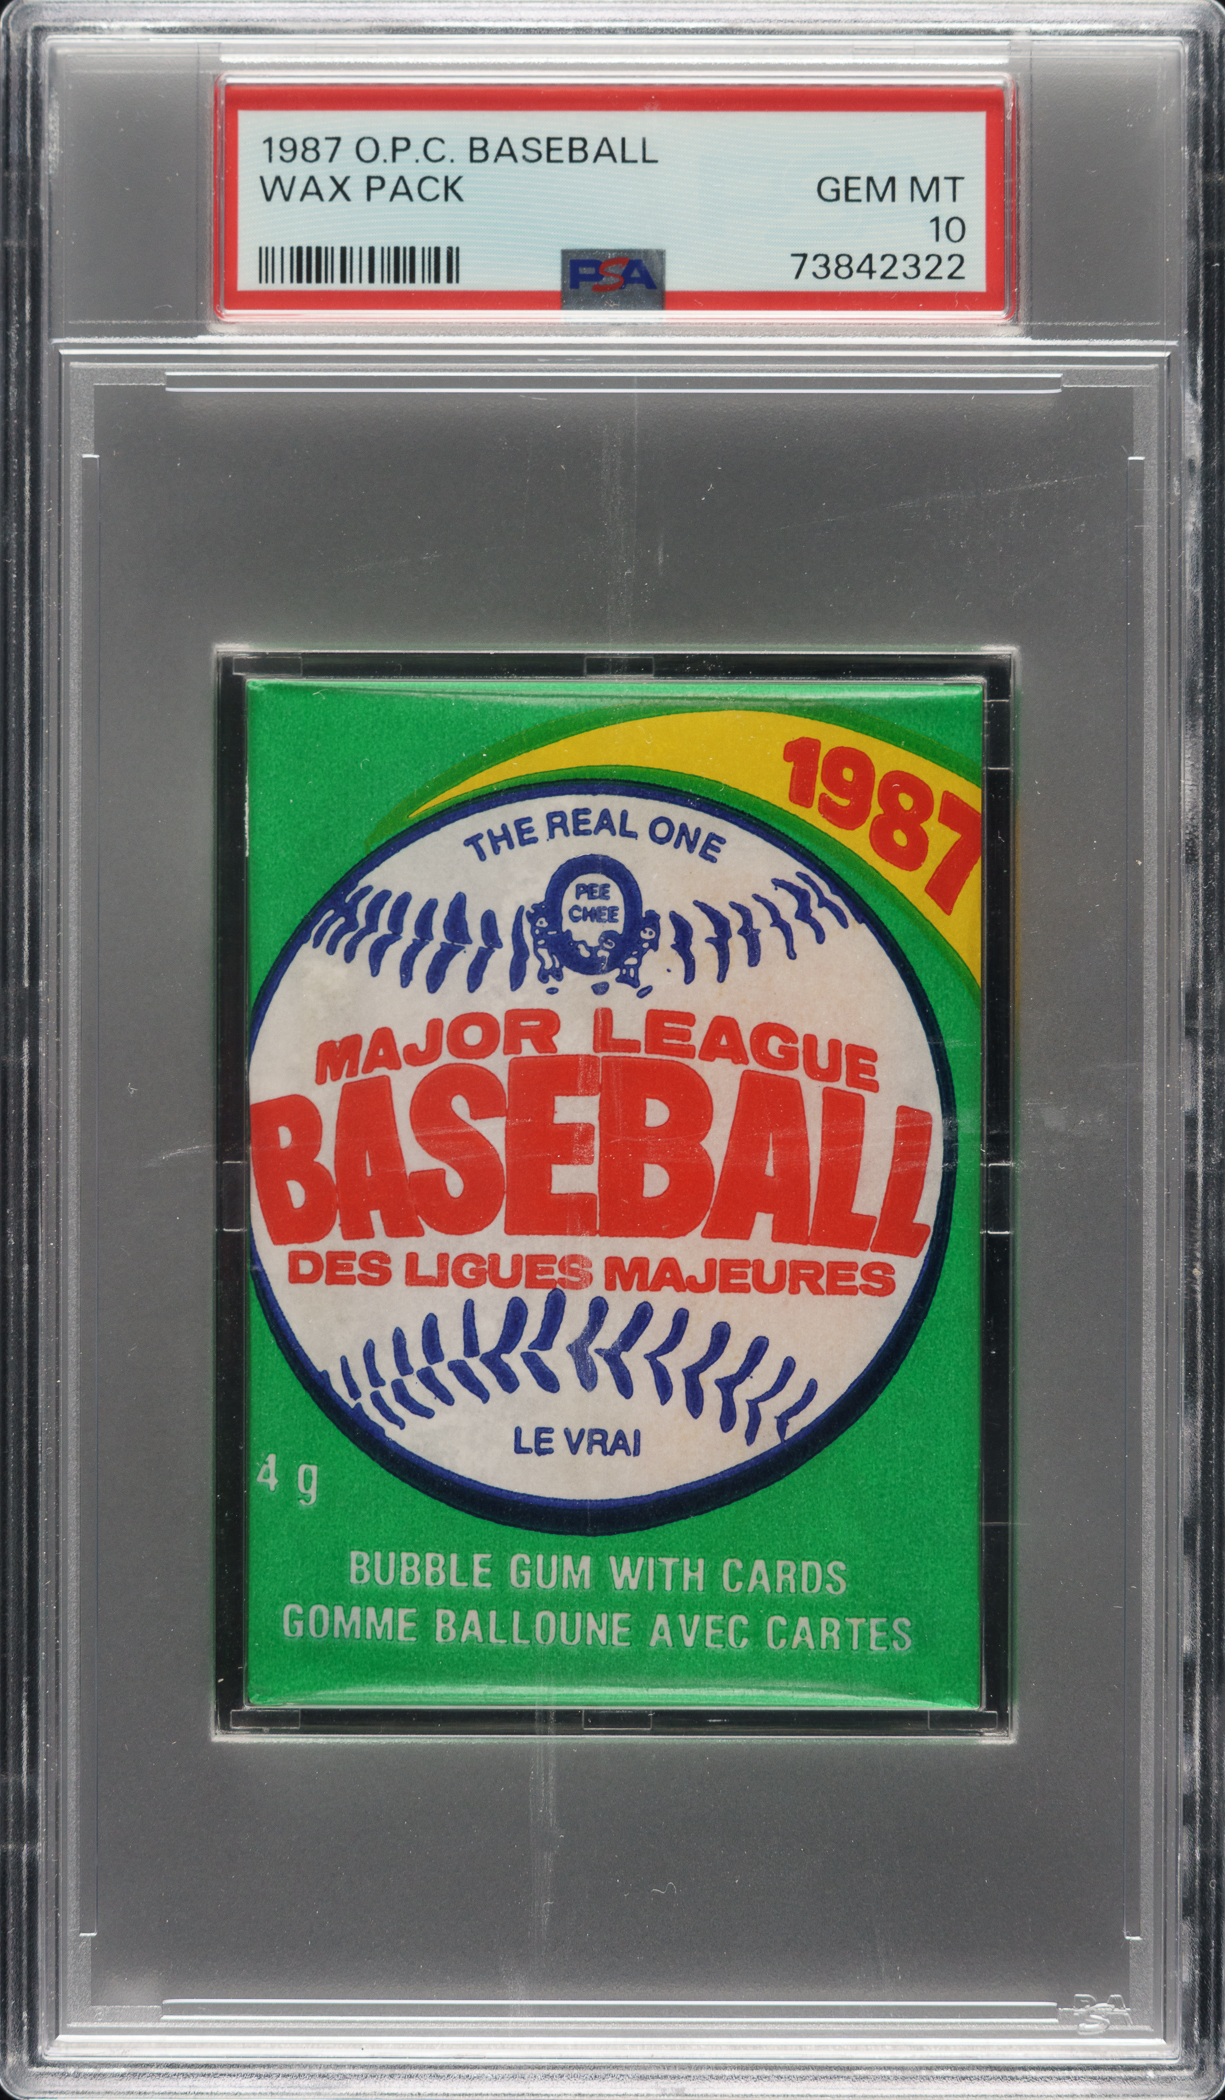 1987 O.P.C. BASEBALL
WAX PACK
GEM MT
10
73842322
PSA
1987
THE REAL ONE
PEE
CHEE
MAJOR LEAGUE
BASEBALL
DES LIGUES MAJEURES
LE VRAI
4 g
BUBBLE GUM WITH CARDS
GOMME BALLOUNE AVEC CARTES
PSA